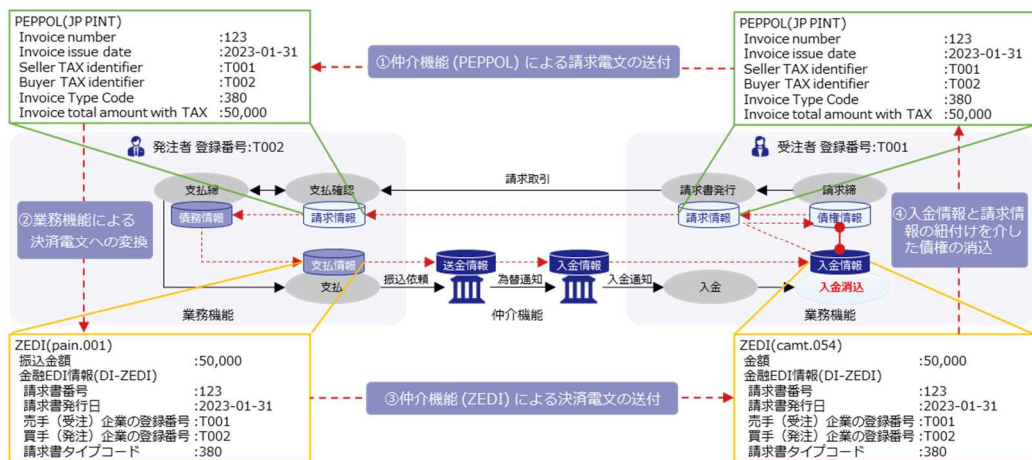 PEPPOL(JP PINT)
Invoice number :123
Invoice issue date :2023-01-31
Seller TAX identifier :T001
Buyer TAX identifier :T002
Invoice Type Code :380
Invoice total amount with TAX :50,000
①仲介機能 (PEPPOL) による請求電文の送付
PEPPOL(JP PINT)
Invoice number :123
Invoice issue date :2023-01-31
Seller TAX identifier :T001
Buyer TAX identifier :T002
Invoice Type Code :380
Invoice total amount with TAX :50,000
発注者 登録番号:T002
受注者 登録番号:T001
支払締
支払確認
請求取引
請求書発行
請求締
債務情報
請求情報
請求情報
債権情報
②業務機能による
決済電文への変換
④入金情報と請求情
報の紐付けを介し
た債権の消込
支払情報
送金情報
入金情報
入金情報
支払
振込依頼
為替通知
入金通知
入金
入金消込
業務機能
仲介機能
業務機能
ZEDI(pain.001)
振込金額 :50,000
金融EDI情報(DI-ZEDI)
請求書番号 :123
請求書発行日 :2023-01-31
売手（受注）企業の登録番号 :T001
買手（発注）企業の登録番号 :T002
請求書タイプコード :380
③仲介機能 (ZEDI) による決済電文の送付
ZEDI(camt.054)
金額 :50,000
金融EDI情報(DI-ZEDI)
請求書番号 :123
請求書発行日 :2023-01-31
売手（受注）企業の登録番号 :T001
買手（発注）企業の登録番号 :T002
請求書タイプコード :380